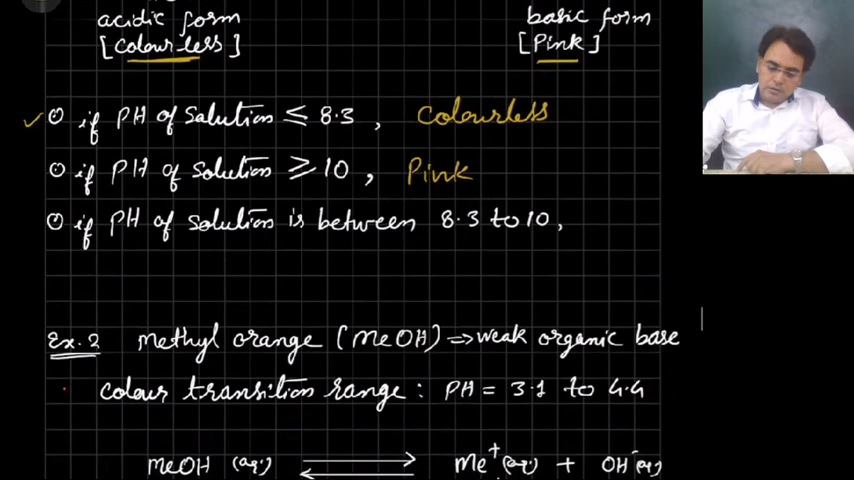 acidic form
basic form
[Colourless]
[Pink]
if PH of Solution ≤ 8.3, Colourless
if PH of Solution ≥ 10, Pink
if PH of Solution is between 8.3 to 10,
Ex.2 Methyl orange (MeOH) ⇒ weak organic base
Colour transition range: PH = 3.1 to 4.4
MeOH (aq.) ⇌ Me⁺(aq) + OH⁻(aq)